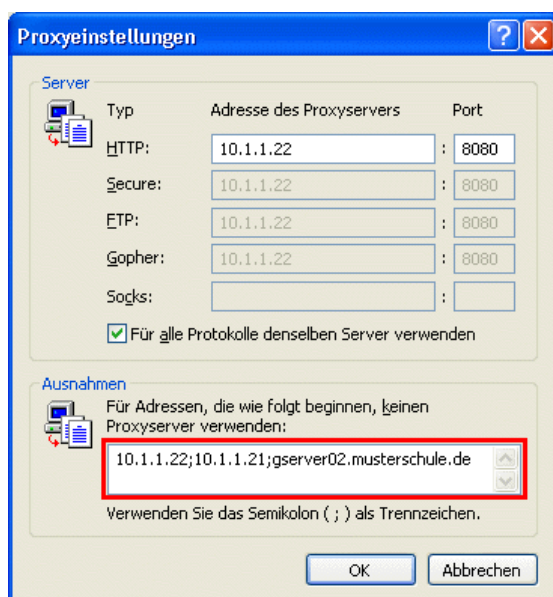 Proxyeinstellungen
Server
Typ Adresse des Proxyservers Port
HTTP: 10.1.1.22 : 8080
Secure: 10.1.1.22 : 8080
FTP: 10.1.1.22 : 8080
Gopher: 10.1.1.22 : 8080
Socks: :
Für alle Protokolle denselben Server verwenden
Ausnahmen
Für Adressen, die wie folgt beginnen, keinen
Proxyserver verwenden:
10.1.1.22;10.1.1.21;gserver02.musterschule.de
Verwenden Sie das Semikolon ( ; ) als Trennzeichen.
OK Abbrechen